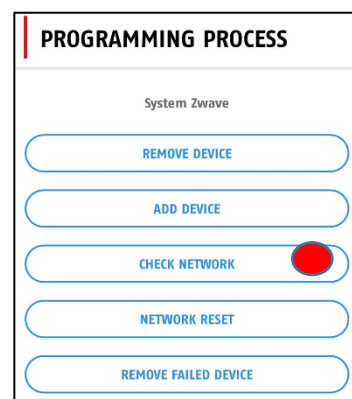 PROGRAMMING PROCESS
System Zwave
REMOVE DEVICE
ADD DEVICE
CHECK NETWORK
NETWORK RESET
REMOVE FAILED DEVICE